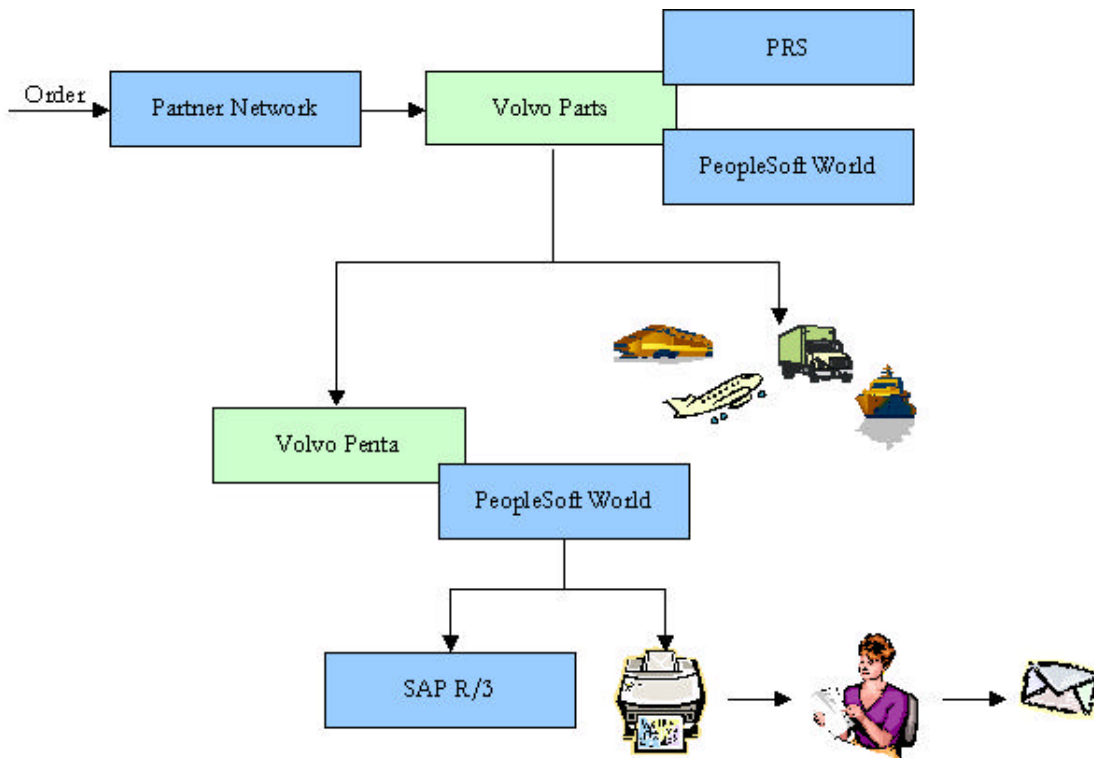 PRS
Order
Partner Network
Volvo Parts
PeopleSoft World
Volvo Penta
PeopleSoft World
SAP R/3